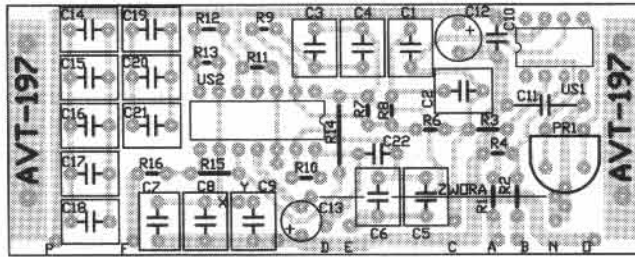 C14 C19 R12 R9 C3 C4 C1 C12 C10
R13 R11
C15 C20 US2 C2 C11 US1
AVT-197
C16 C21 R14 R7 R8 R6 R3 PR1
C22 R4
C17 R16 R15 R10
C7 C8 Y C9 ZWORA R1 R2
X
C18 C13 C6 C5
P F D E C A B N O
AVT-197